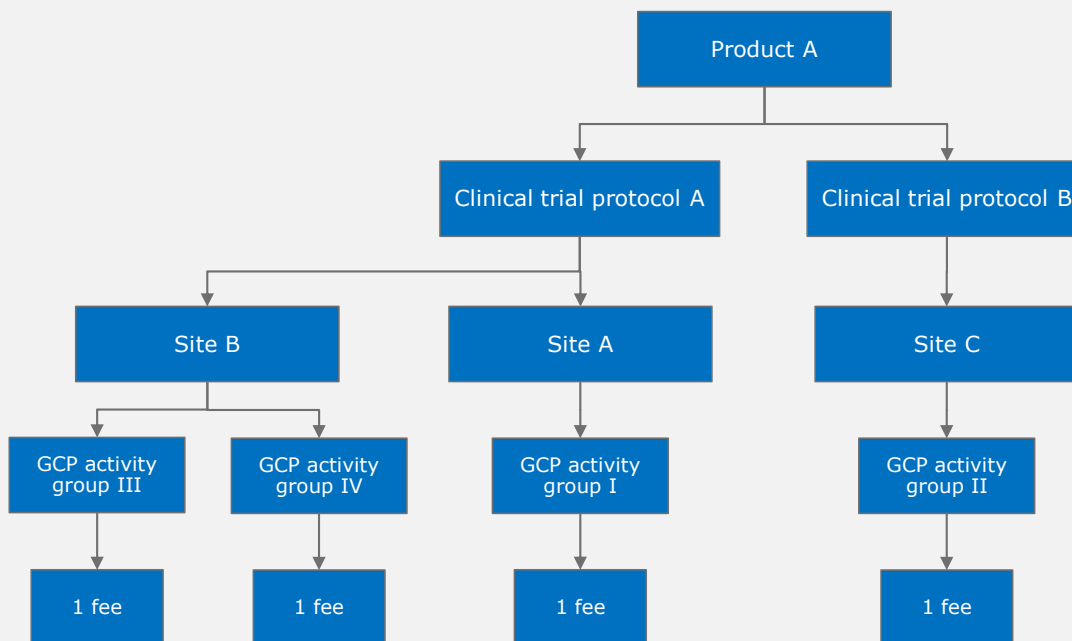 Product A
Clinical trial protocol A
Clinical trial protocol B
Site B
Site A
Site C
GCP activity
group III
GCP activity
group IV
GCP activity
group I
GCP activity
group II
1 fee
1 fee
1 fee
1 fee